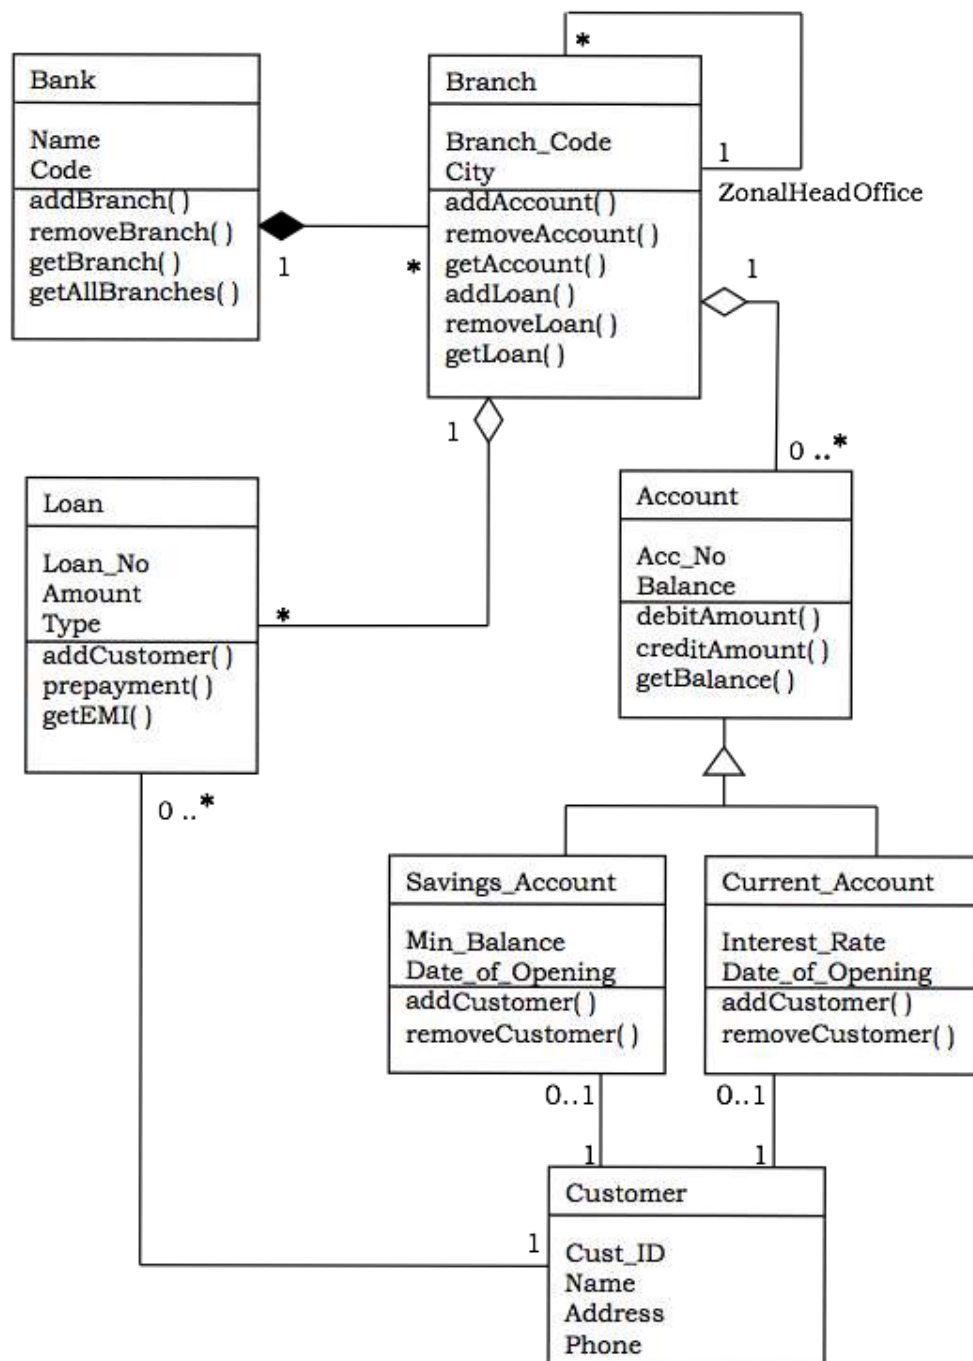 Bank
Name
Code
addBranch( )
removeBranch( )
getBranch( )
getAllBranches( )
1
*
Branch
Branch_Code
City
addAccount( )
removeAccount( )
getAccount( )
addLoan( )
removeLoan( )
getLoan( )
*
1
ZonalHeadOffice
1
0 ..*
1
*
Loan
Loan_No
Amount
Type
addCustomer( )
prepayment( )
getEMI( )
0 ..*
Account
Acc_No
Balance
debitAmount( )
creditAmount( )
getBalance( )
Savings_Account
Min_Balance
Date_of_Opening
addCustomer( )
removeCustomer( )
0..1
1
Current_Account
Interest_Rate
Date_of_Opening
addCustomer( )
removeCustomer( )
0..1
1
1
Customer
Cust_ID
Name
Address
Phone